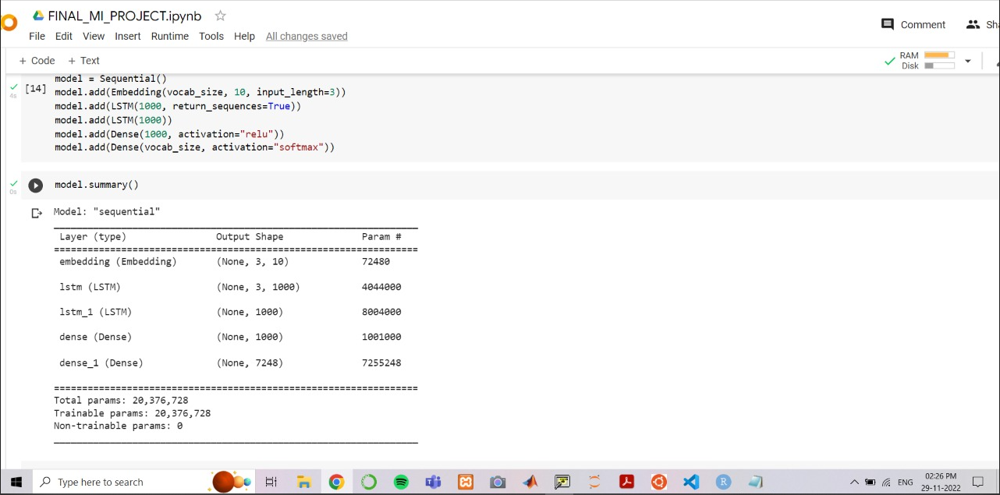 FINAL_MI_PROJECT.ipynb
File Edit View Insert Runtime Tools Help All changes saved
Comment
+ Code + Text
RAM
Disk
[14]
4s
model = Sequential()
model.add(Embedding(vocab_size, 10, input_length=3))
model.add(LSTM(1000, return_sequences=True))
model.add(LSTM(1000))
model.add(Dense(1000, activation="relu"))
model.add(Dense(vocab_size, activation="softmax"))
0s
model.summary()
Model: "sequential"
Layer (type) Output Shape Param #
embedding (Embedding) (None, 3, 10) 72480
lstm (LSTM) (None, 3, 1000) 4044000
lstm_1 (LSTM) (None, 1000) 8004000
dense (Dense) (None, 1000) 1001000
dense_1 (Dense) (None, 7248) 7255248
Total params: 20,376,728
Trainable params: 20,376,728
Non-trainable params: 0
Type here to search
R
ENG
02:26 PM
29-11-2022